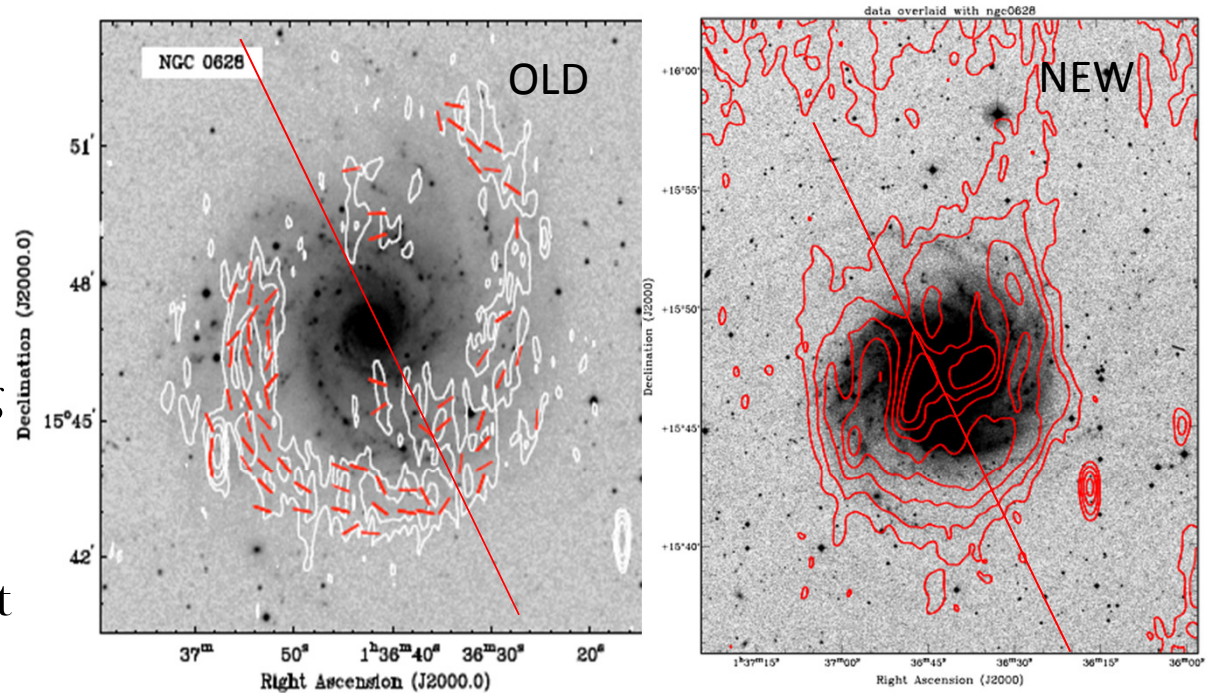 NGC 0628
OLD
51'
48'
15°45'
42'
Declination (J2000.0)
37ᵐ 50ˢ 1ʰ36ᵐ40ˢ 36ᵐ30ˢ 20ˢ
Right Ascension (J2000.0)
data overlaid with ngc0628
NEW
+16°00'
+15°55'
+15°50'
+15°45'
+15°40'
Declination (J2000)
1ʰ37ᵐ15ˢ 37ᵐ00ˢ 36ᵐ45ˢ 36ᵐ30ˢ 36ᵐ15ˢ 36ᵐ00ˢ
Right Ascension (J2000)